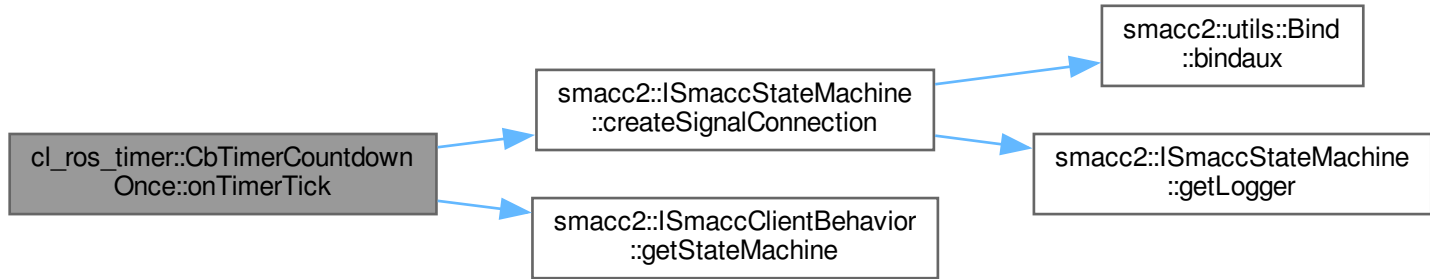 cl_ros_timer::CbTimerCountdown
Once::onTimerTick
smacc2::ISmaccStateMachine
::createSignalConnection
smacc2::ISmaccClientBehavior
::getStateMachine
smacc2::utils::Bind
::bindaux
smacc2::ISmaccStateMachine
::getLogger